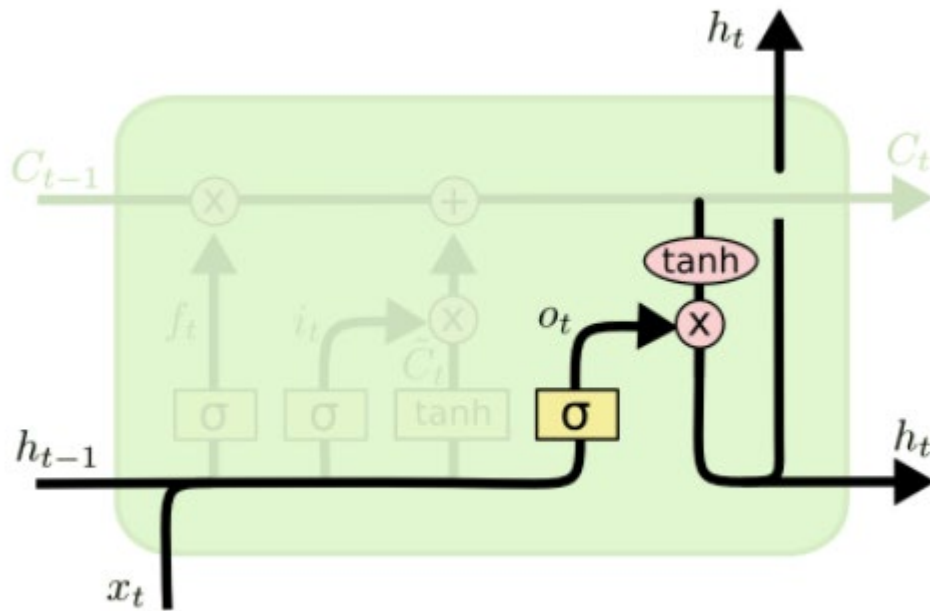 h_t
C_{t-1}
C_t
×
+
tanh
f_t
i_t
×
o_t
×
C̃_t
σ
σ
tanh
σ
h_{t-1}
h_t
x_t